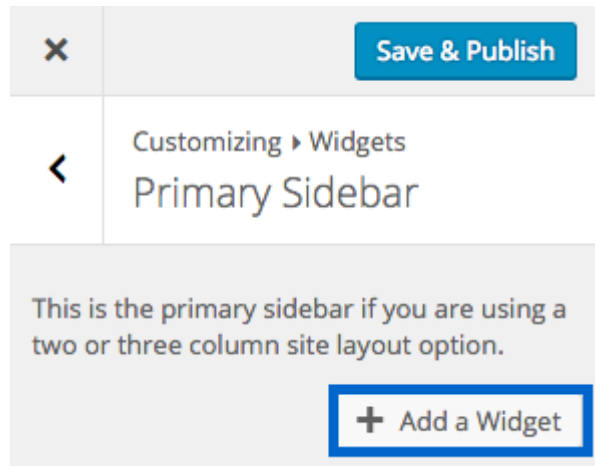 Save & Publish
Customizing ▸ Widgets
Primary Sidebar
This is the primary sidebar if you are using a
two or three column site layout option.
+ Add a Widget